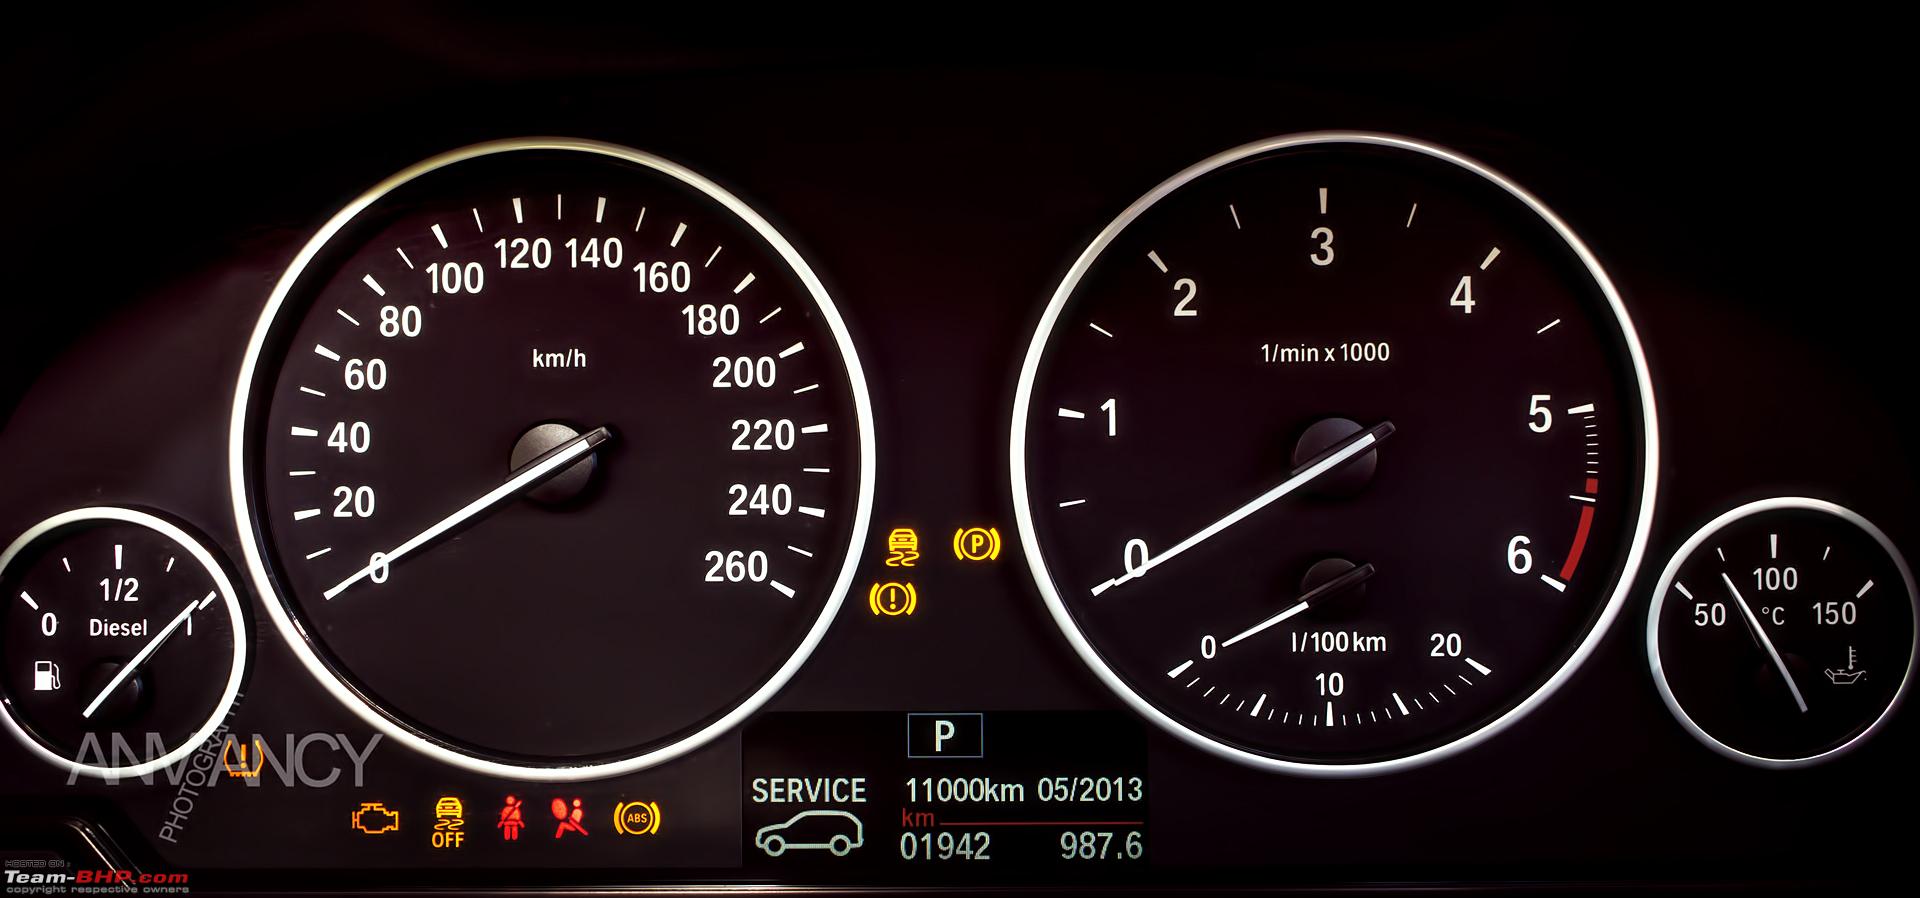 120 140
100 160
80 180
60 200
40 220
20 240
0 260
km/h
3
2 4
1 5
0 6
1/min x 1000
0 l/100km 20
10
0 1/2 1
Diesel
50 100 150
°C
P
!
P
SERVICE 11000km 05/2013
km
01942 987.6
!
OFF
ABS
ANVANCY
PHOTOGRAPHY
HOSTED ON :
Team-BHP.com
copyright respective owners